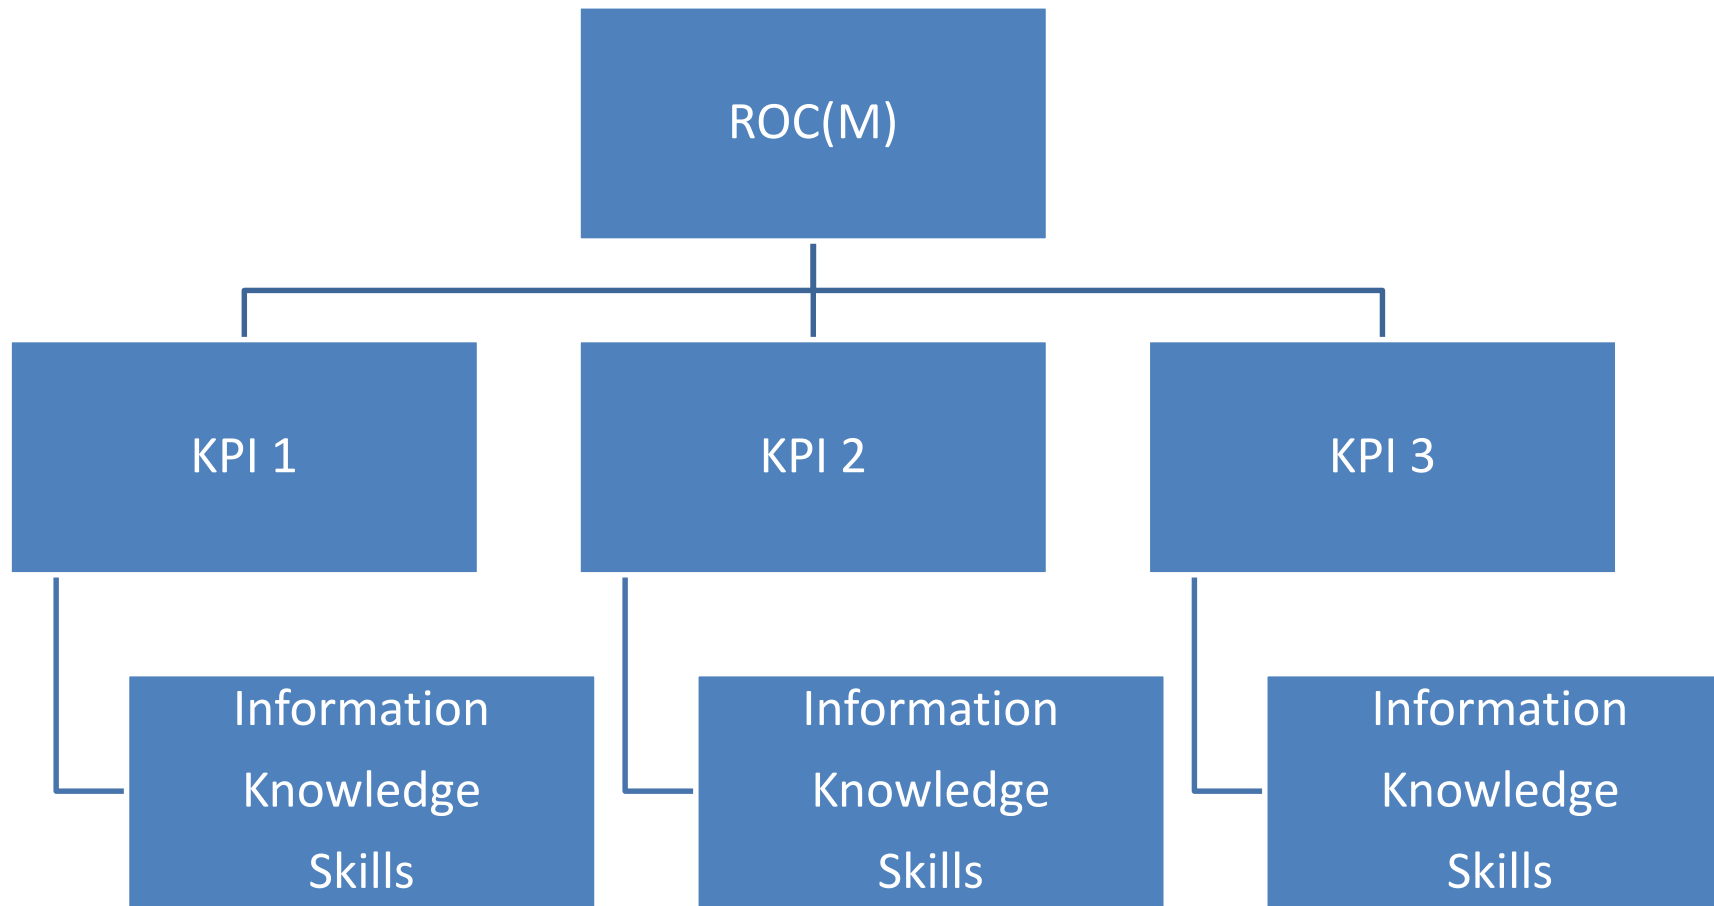 ROC(M)
KPI 1
KPI 2
KPI 3
Information
Knowledge
Skills
Information
Knowledge
Skills
Information
Knowledge
Skills